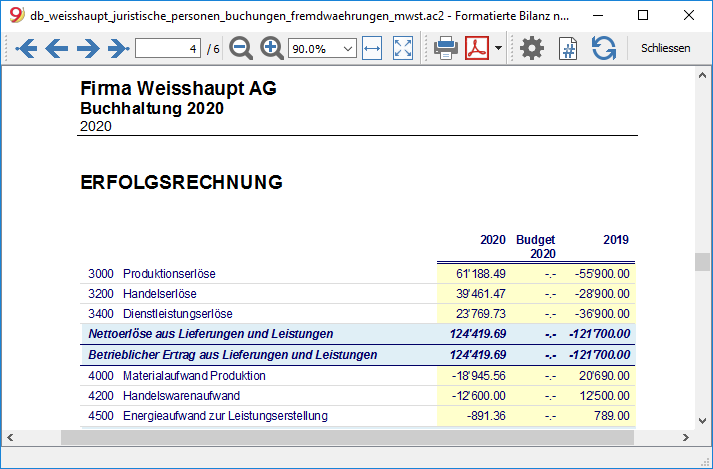 db_weisshaupt_juristische_personen_buchungen_fremdwaehrungen_mwst.ac2 - Formatierte Bilanz n...
4 / 6 90.0% Schliessen
Firma Weisshaupt AG
Buchhaltung 2020
2020
ERFOLGSRECHNUNG
2020 Budget 2020 2019
3000 Produktionserlöse 61'188.49 -.- -55'900.00
3200 Handelserlöse 39'461.47 -.- -28'900.00
3400 Dienstleistungserlöse 23'769.73 -.- -36'900.00
Nettoerlöse aus Lieferungen und Leistungen 124'419.69 -.- -121'700.00
Betrieblicher Ertrag aus Lieferungen und Leistungen 124'419.69 -.- -121'700.00
4000 Materialaufwand Produktion -18'945.56 -.- 20'690.00
4200 Handelswarenaufwand -12'600.00 -.- 12'500.00
4500 Energieaufwand zur Leistungserstellung -891.36 -.- 789.00